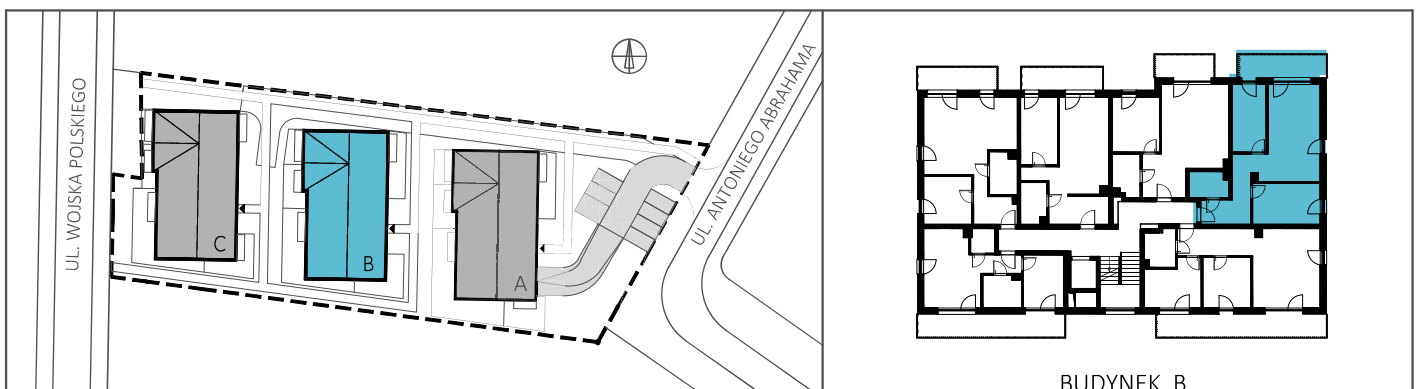 UL. WOJSKA POLSKIEGO
C
B
A
UL. ANTONIEGO ABRAHAMA
BUDYNEK B